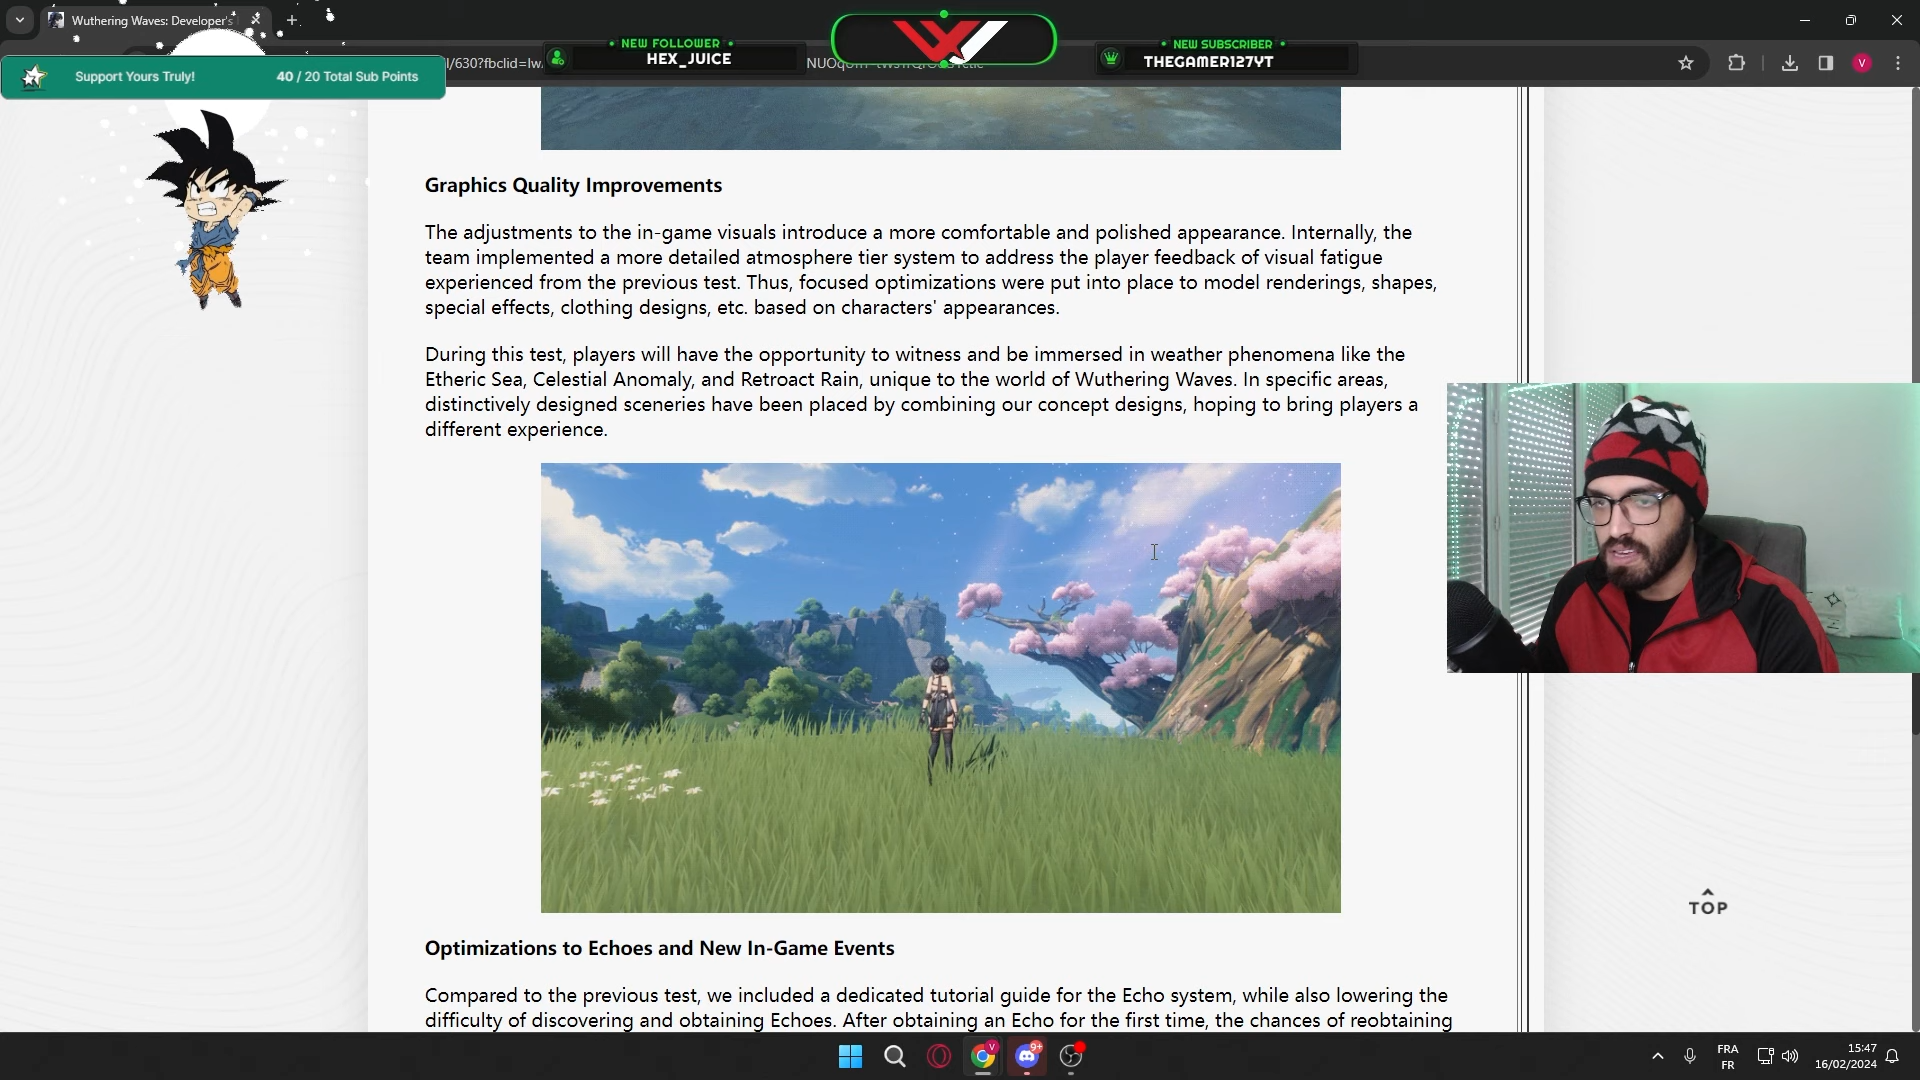 Wuthering Waves: Developer's
Support Yours Truly! 40 / 20 Total Sub Points
• NEW FOLLOWER •
HEX_JUICE
• NEW SUBSCRIBER •
THEGAMER127YT
/630?fbclid=Iw
V
Graphics Quality Improvements
The adjustments to the in-game visuals introduce a more comfortable and polished appearance. Internally, the
team implemented a more detailed atmosphere tier system to address the player feedback of visual fatigue
experienced from the previous test. Thus, focused optimizations were put into place to model renderings, shapes,
special effects, clothing designs, etc. based on characters' appearances.
During this test, players will have the opportunity to witness and be immersed in weather phenomena like the
Etheric Sea, Celestial Anomaly, and Retroact Rain, unique to the world of Wuthering Waves. In specific areas,
distinctively designed sceneries have been placed by combining our concept designs, hoping to bring players a
different experience.
TOP
Optimizations to Echoes and New In-Game Events
Compared to the previous test, we included a dedicated tutorial guide for the Echo system, while also lowering the
difficulty of discovering and obtaining Echoes. After obtaining an Echo for the first time, the chances of reobtaining
V
9+
FRA
FR
15:47
16/02/2024